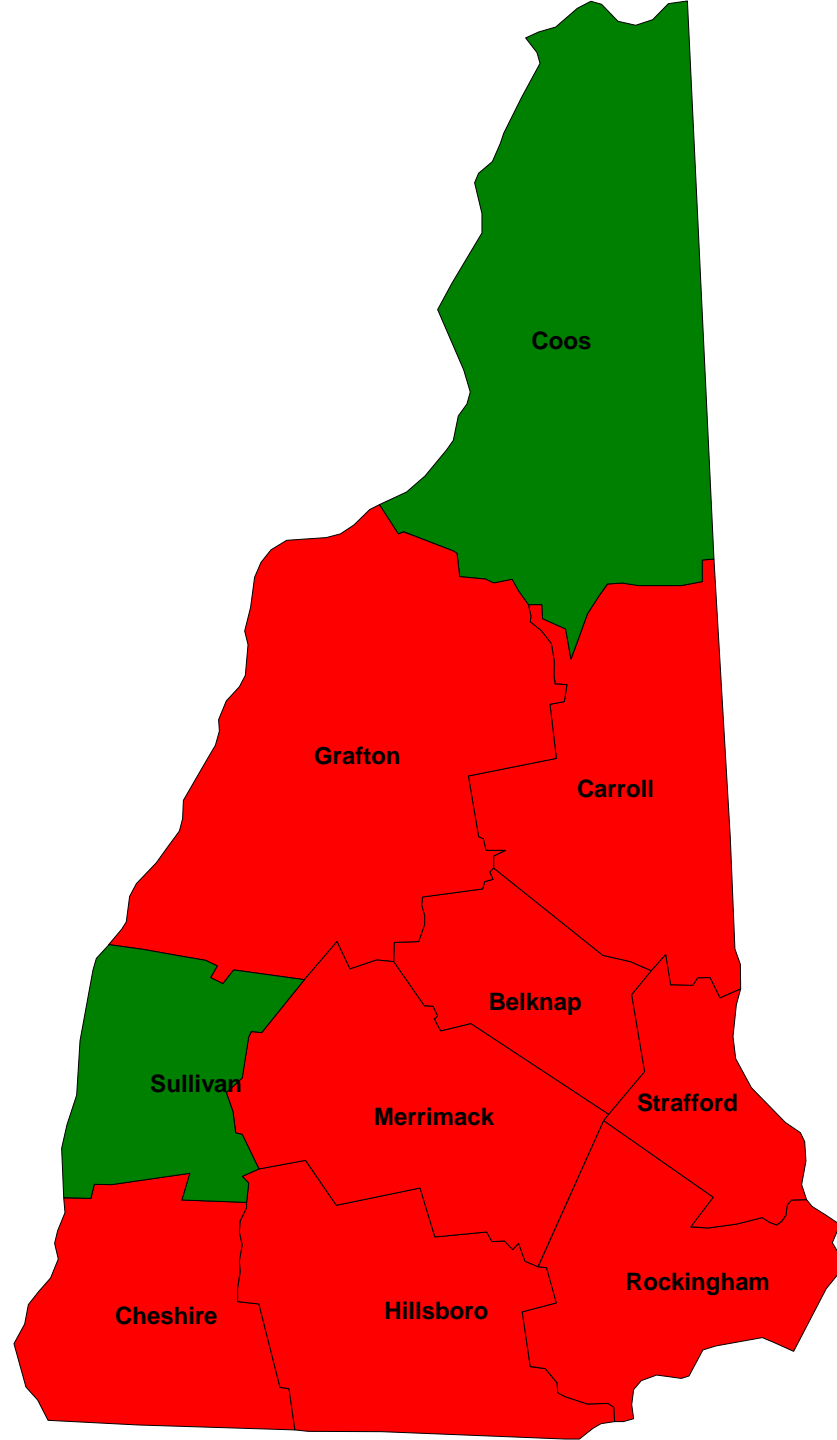 Coos
Grafton
Carroll
Belknap
Sullivan
Strafford
Merrimack
Rockingham
Hillsboro
Cheshire